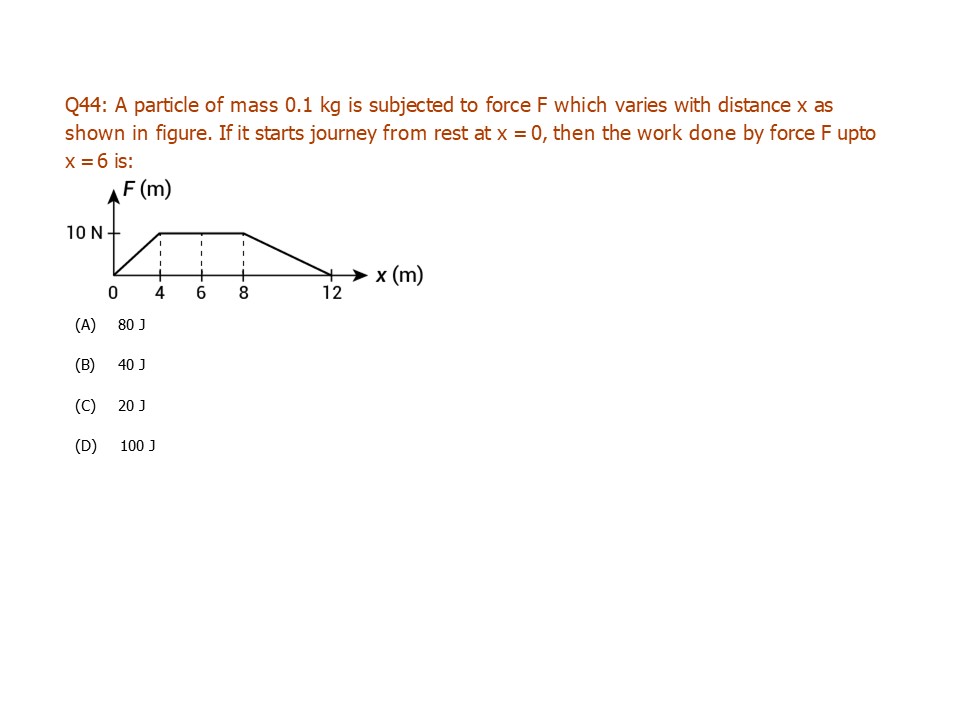 Q44: A particle of mass 0.1 kg is subjected to force F which varies with distance x as
shown in figure. If it starts journey from rest at x = 0, then the work done by force F upto
x = 6 is:
F (m)
10 N
x (m)
0 4 6 8 12
(A) 80 J
(B) 40 J
(C) 20 J
(D) 100 J